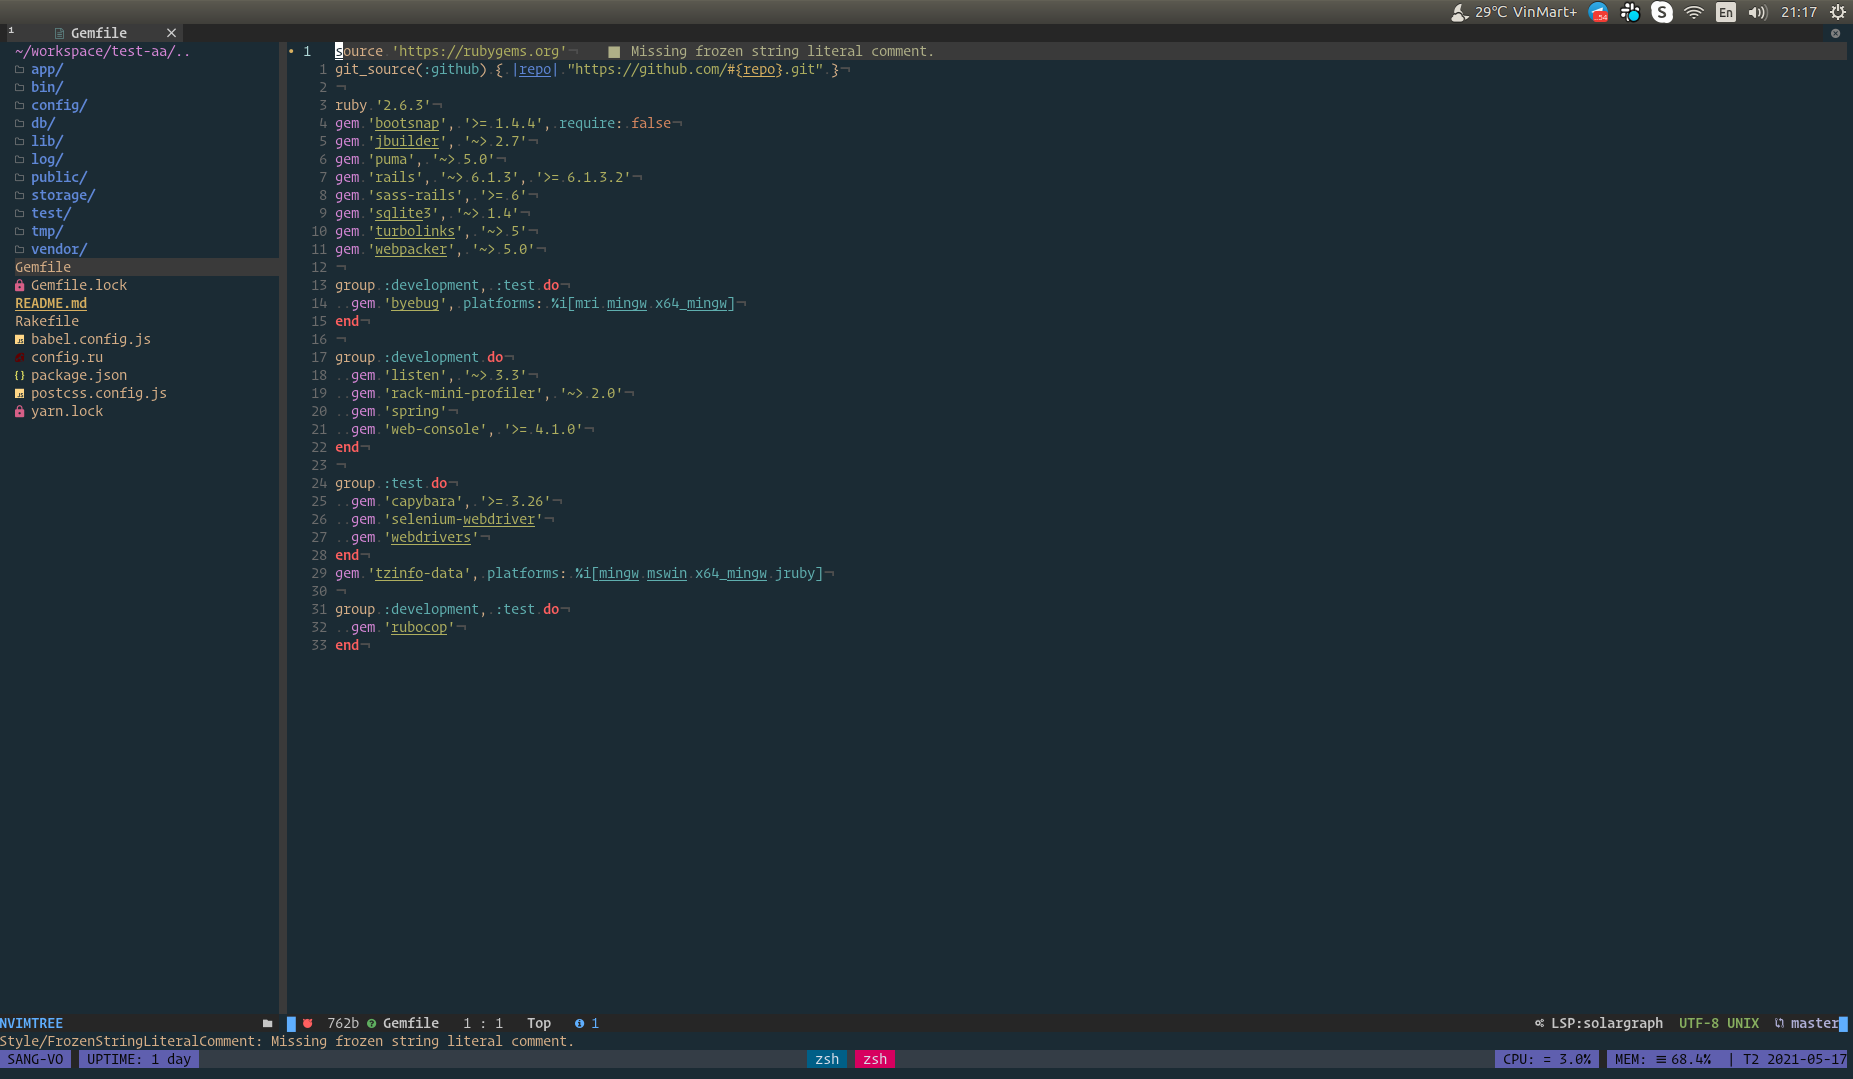 29°C VinMart+ 54 S En 21:17
1 Gemfile ×
~/workspace/test-aa/..
app/
bin/
config/
db/
lib/
log/
public/
storage/
test/
tmp/
vendor/
Gemfile
Gemfile.lock
README.md
Rakefile
babel.config.js
config.ru
package.json
postcss.config.js
yarn.lock
1 source 'https://rubygems.org'¬ ■ Missing frozen string literal comment.
1 git_source(:github) { |repo| "https://github.com/#{repo}.git" }¬
2 ¬
3 ruby '2.6.3'¬
4 gem 'bootsnap', '>= 1.4.4', require: false¬
5 gem 'jbuilder', '~> 2.7'¬
6 gem 'puma', '~> 5.0'¬
7 gem 'rails', '~> 6.1.3', '>= 6.1.3.2'¬
8 gem 'sass-rails', '>= 6'¬
9 gem 'sqlite3', '~> 1.4'¬
10 gem 'turbolinks', '~> 5'¬
11 gem 'webpacker', '~> 5.0'¬
12 ¬
13 group :development, :test do¬
14 gem 'byebug', platforms: %i[mri mingw x64_mingw]¬
15 end¬
16 ¬
17 group :development do¬
18 gem 'listen', '~> 3.3'¬
19 gem 'rack-mini-profiler', '~> 2.0'¬
20 gem 'spring'¬
21 gem 'web-console', '>= 4.1.0'¬
22 end¬
23 ¬
24 group :test do¬
25 gem 'capybara', '>= 3.26'¬
26 gem 'selenium-webdriver'¬
27 gem 'webdrivers'¬
28 end¬
29 gem 'tzinfo-data', platforms: %i[mingw mswin x64_mingw jruby]¬
30 ¬
31 group :development, :test do¬
32 gem 'rubocop'¬
33 end¬
NVIMTREE 762b Gemfile 1 : 1 Top 1 LSP:solargraph UTF-8 UNIX master
Style/FrozenStringLiteralComment: Missing frozen string literal comment.
SANG-VO UPTIME: 1 day zsh zsh CPU: = 3.0% MEM: ≡ 68.4% | T2 2021-05-17